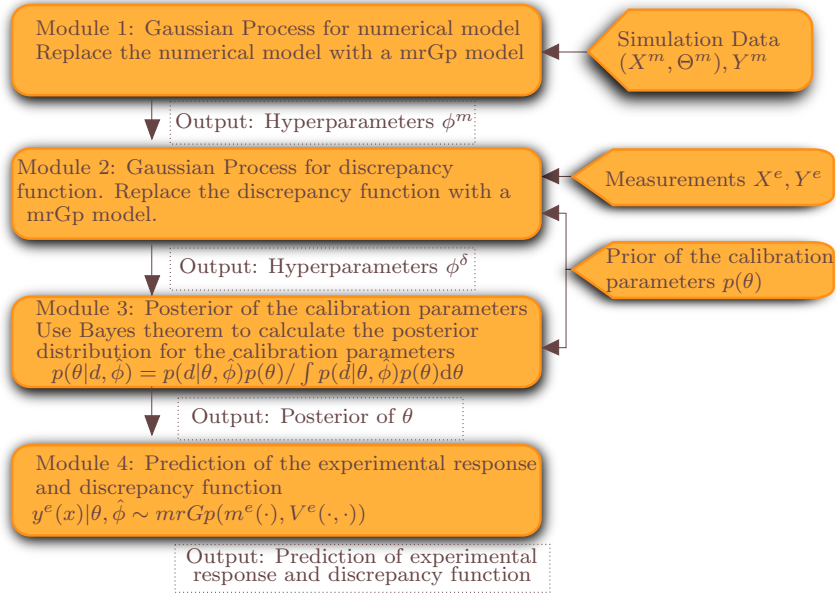 Module 1: Gaussian Process for numerical model
Replace the numerical model with a mrGp model
Simulation Data
(X^m, Θ^m), Y^m
Output: Hyperparameters ϕ^m
Module 2: Gaussian Process for discrepancy
function. Replace the discrepancy function with a
mrGp model.
Measurements X^e, Y^e
Output: Hyperparameters ϕ^δ
Prior of the calibration
parameters p(θ)
Module 3: Posterior of the calibration parameters
Use Bayes theorem to calculate the posterior
distribution for the calibration parameters
p(θ|d, ϕ̂) = p(d|θ, ϕ̂)p(θ)/ ∫ p(d|θ, ϕ̂)p(θ)dθ
Output: Posterior of θ
Module 4: Prediction of the experimental response
and discrepancy function
y^e(x)|θ, ϕ̂ ∼ mrGp(m^e(·), V^e(·, ·))
Output: Prediction of experimental
response and discrepancy function